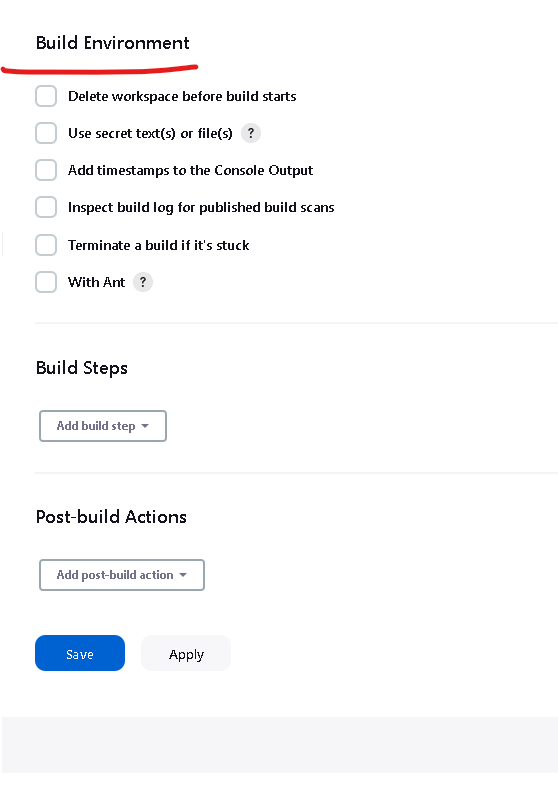 Build Environment
Delete workspace before build starts
Use secret text(s) or file(s) ?
Add timestamps to the Console Output
Inspect build log for published build scans
Terminate a build if it's stuck
With Ant ?
Build Steps
Add build step
Post-build Actions
Add post-build action
Save Apply